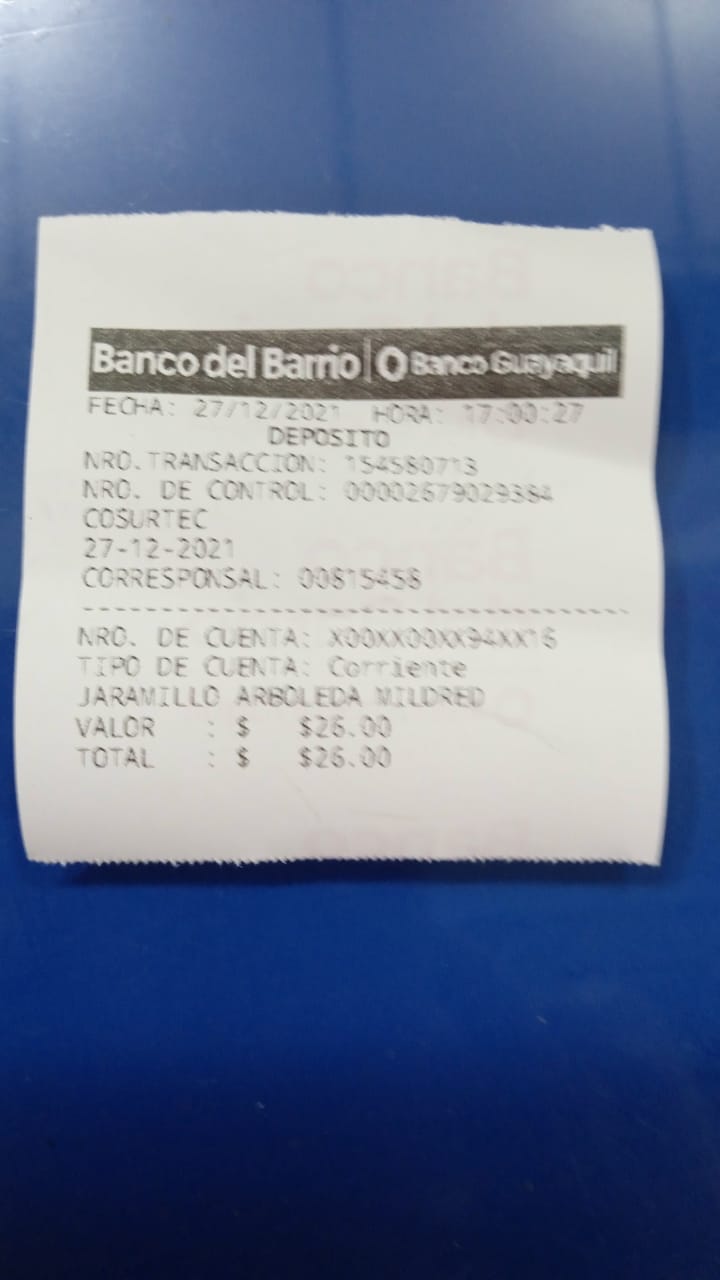 Banco del Barrio | Banco Guayaquil
FECHA: 27/12/2021 HORA: 17:00:27
DEPOSITO
NRO.TRANSACCION: 154580713
NRO. DE CONTROL: 00002679029384
COSURTEC
27-12-2021
CORRESPONSAL: 00815458
NRO. DE CUENTA: X00XX00XX94XX16
TIPO DE CUENTA: Corriente
JARAMILLO ARBOLEDA MILDRED
VALOR : $ $26.00
TOTAL : $ $26.00